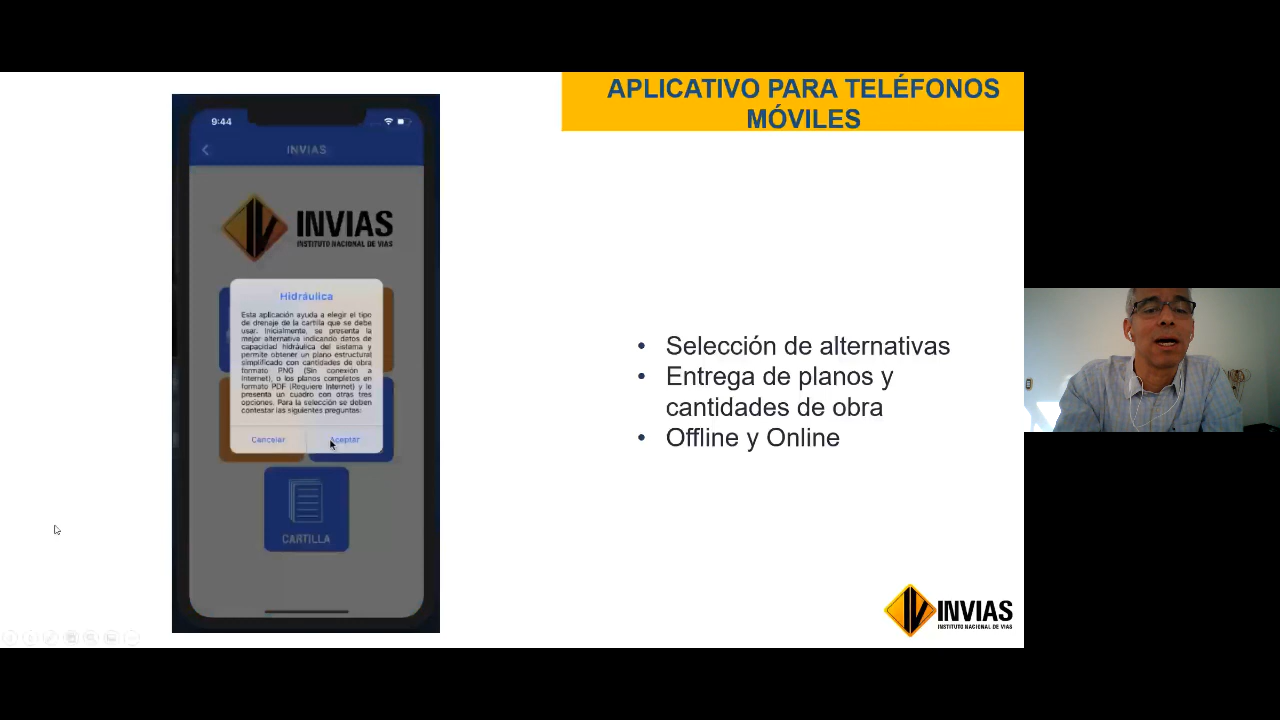 APLICATIVO PARA TELÉFONOS
MÓVILES
9:44
INVIAS
INVIAS
INSTITUTO NACIONAL DE VIAS
Hidráulica
Esta aplicación ayuda a elegir el tipo
de drenaje de la cartilla que se debe
usar. Inicialmente, se presenta la
mejor alternativa indicando datos de
capacidad hidráulica del sistema y
permite obtener un plano estructural
simplificado con cantidades de obra
formato PNG (Sin conexión a
Internet), o los planos completos en
formato PDF (Requiere Internet) y le
presenta un cuadro con otras tres
opciones. Para la selección se deben
contestar las siguientes preguntas:
Cancelar
Aceptar
CARTILLA
• Selección de alternativas
• Entrega de planos y
cantidades de obra
• Offline y Online
INVIAS
INSTITUTO NACIONAL DE VIAS